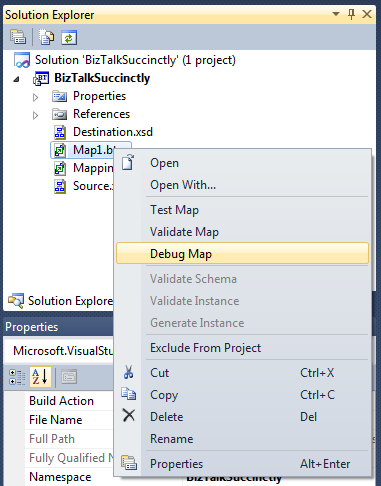 Solution Explorer
Solution 'BizTalkSuccinctly' (1 project)
BizTalkSuccinctly
Properties
References
Destination.xsd
Map1.b
Mappin
Source.
Open
Open With...
Test Map
Validate Map
Debug Map
Validate Schema
Validate Instance
Generate Instance
Exclude From Project
Cut Ctrl+X
Copy Ctrl+C
Delete Del
Rename
Properties Alt+Enter
Solution Explorer
Properties
Microsoft.VisualStu
Build Action
File Name
Full Path
Fully Qualified N
Namespace BizTalkSuccinctly